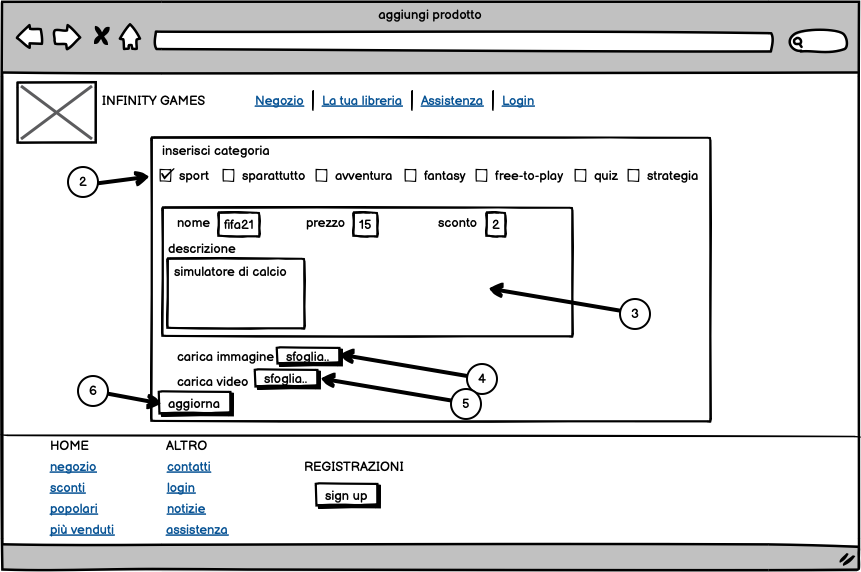 aggiungi prodotto
INFINITY GAMES
Negozio
La tua libreria
Assistenza
Login
inserisci categoria
2
sport
sparattutto
avventura
fantasy
free-to-play
quiz
strategia
nome fifa21
prezzo 15
sconto 2
descrizione
simulatore di calcio
3
carica immagine sfoglia..
4
carica video sfoglia..
5
6
aggiorna
HOME
negozio
sconti
popolari
più venduti
ALTRO
contatti
login
notizie
assistenza
REGISTRAZIONI
sign up